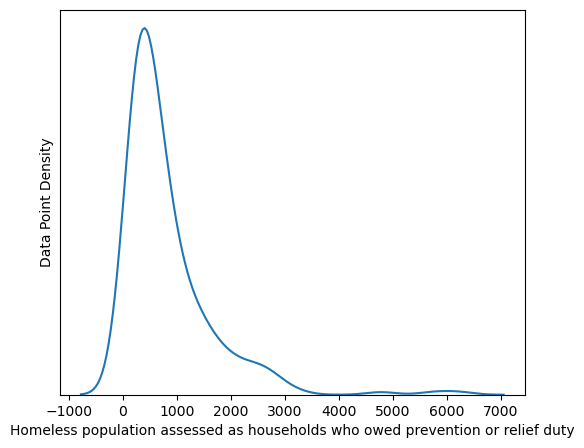 Data Point Density
−1000 0 1000 2000 3000 4000 5000 6000 7000
Homeless population assessed as households who owed prevention or relief duty